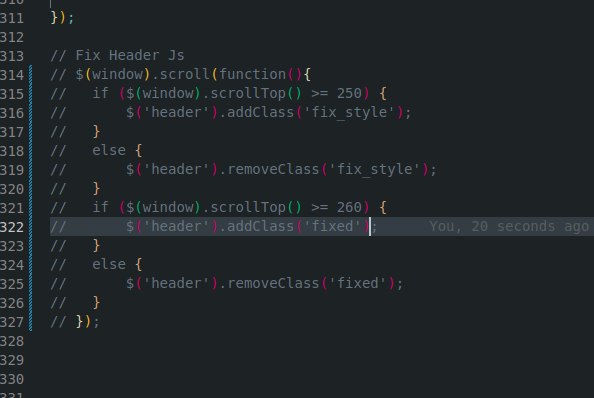 311 });
312
313 // Fix Header Js
314 // $(window).scroll(function(){
315 //   if ($(window).scrollTop() >= 250) {
316 //       $('header').addClass('fix_style');
317 //   }
318 //   else {
319 //       $('header').removeClass('fix_style');
320 //   }
321 //   if ($(window).scrollTop() >= 260) {
322 //       $('header').addClass('fixed'); You, 20 seconds ago
323 //   }
324 //   else {
325 //       $('header').removeClass('fixed');
326 //   }
327 // });
328
329
330